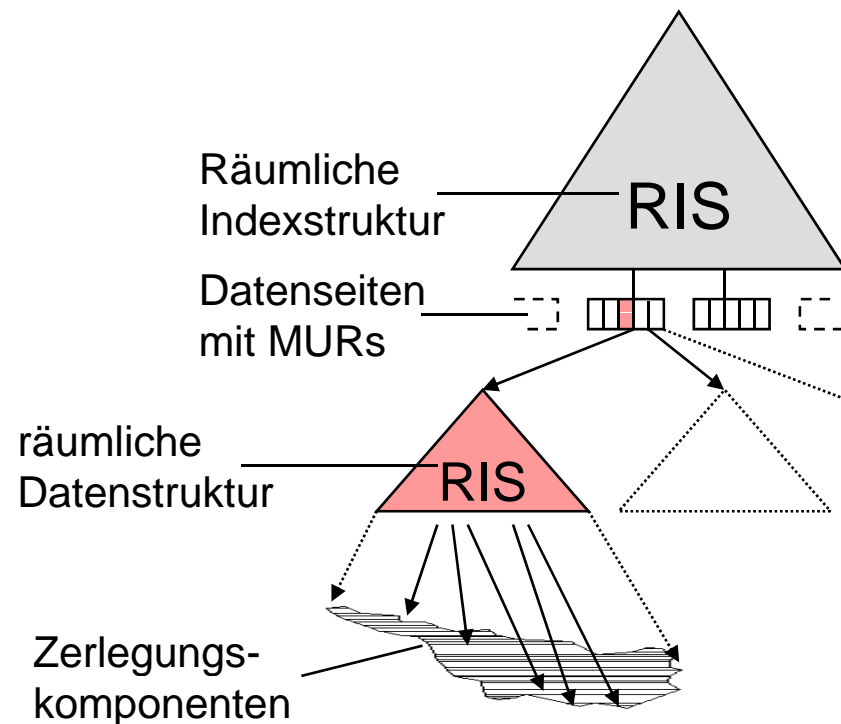 Räumliche
Indexstruktur
RIS
Datenseiten
mit MURs
räumliche
Datenstruktur
RIS
Zerlegungs-
komponenten